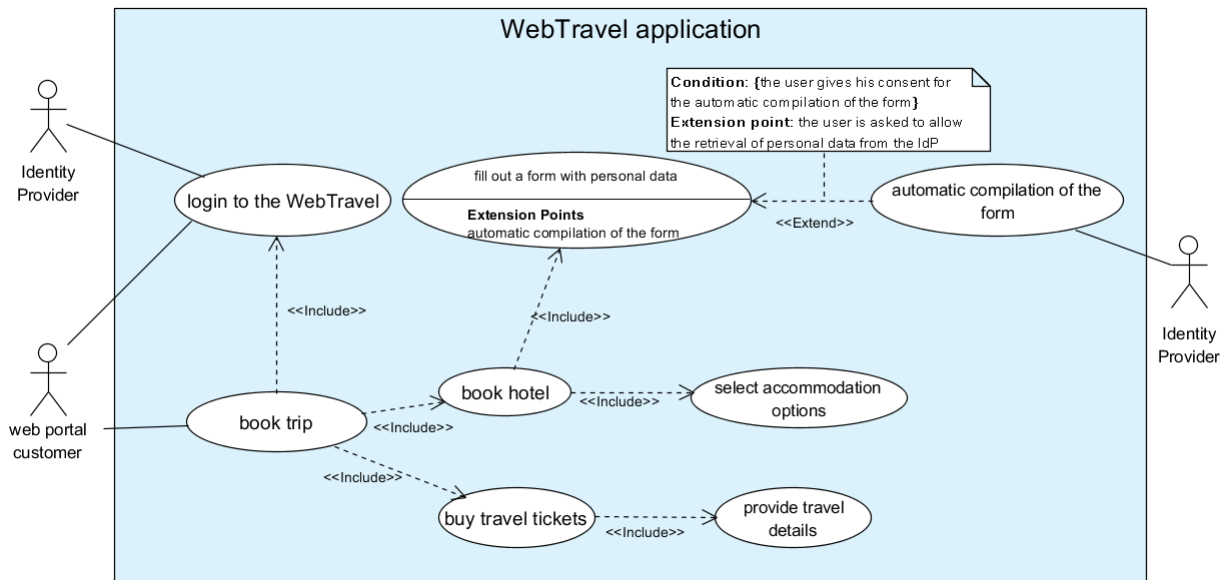 WebTravel application
Condition: {the user gives his consent for
the automatic compilation of the form}
Extension point: the user is asked to allow
the retrieval of personal data from the IdP
Identity
Provider
login to the WebTravel
fill out a form with personal data
Extension Points
automatic compilation of the form
<<Extend>>
automatic compilation of the
form
Identity
Provider
<<Include>>
<<Include>>
web portal
customer
book trip
<<Include>>
book hotel
<<Include>>
select accommodation
options
<<Include>>
buy travel tickets
<<Include>>
provide travel
details